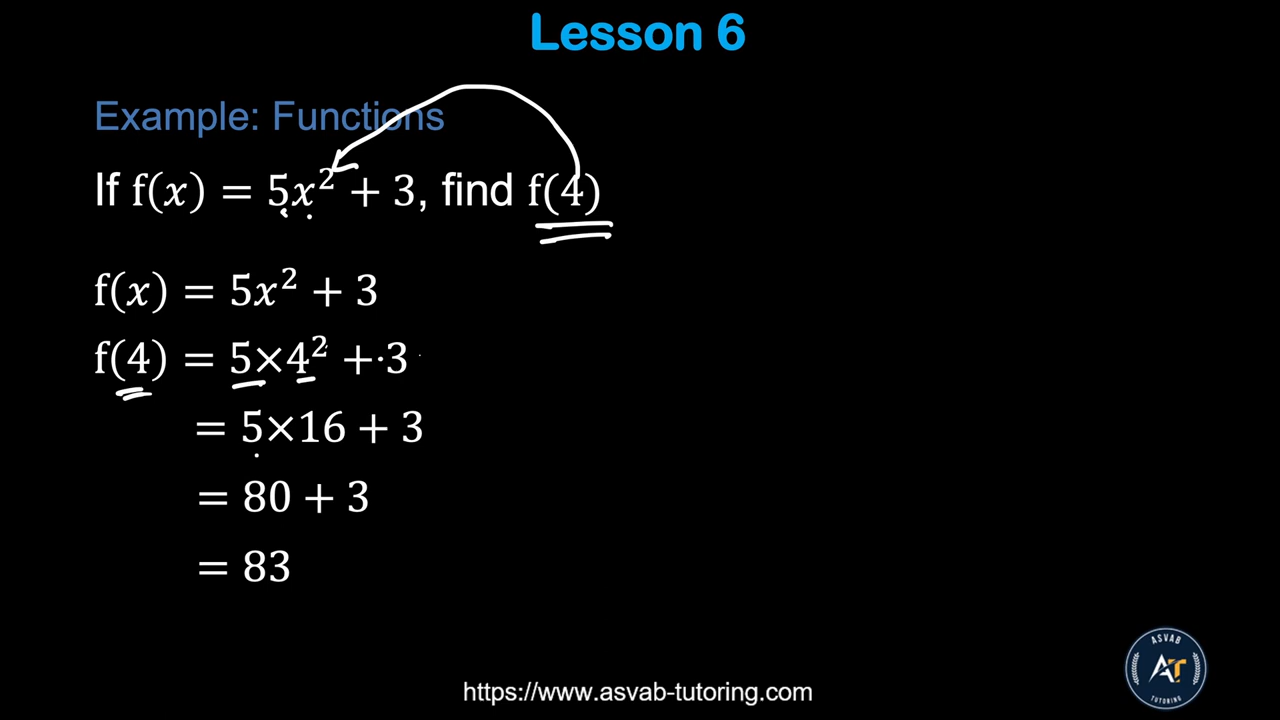 Lesson 6
Example: Functions
If f(x) = 5x² + 3, find f(4)
f(x) = 5x² + 3
f(4) = 5×4² + 3
= 5×16 + 3
= 80 + 3
= 83
ASVAB
AT
TUTORING
https://www.asvab-tutoring.com